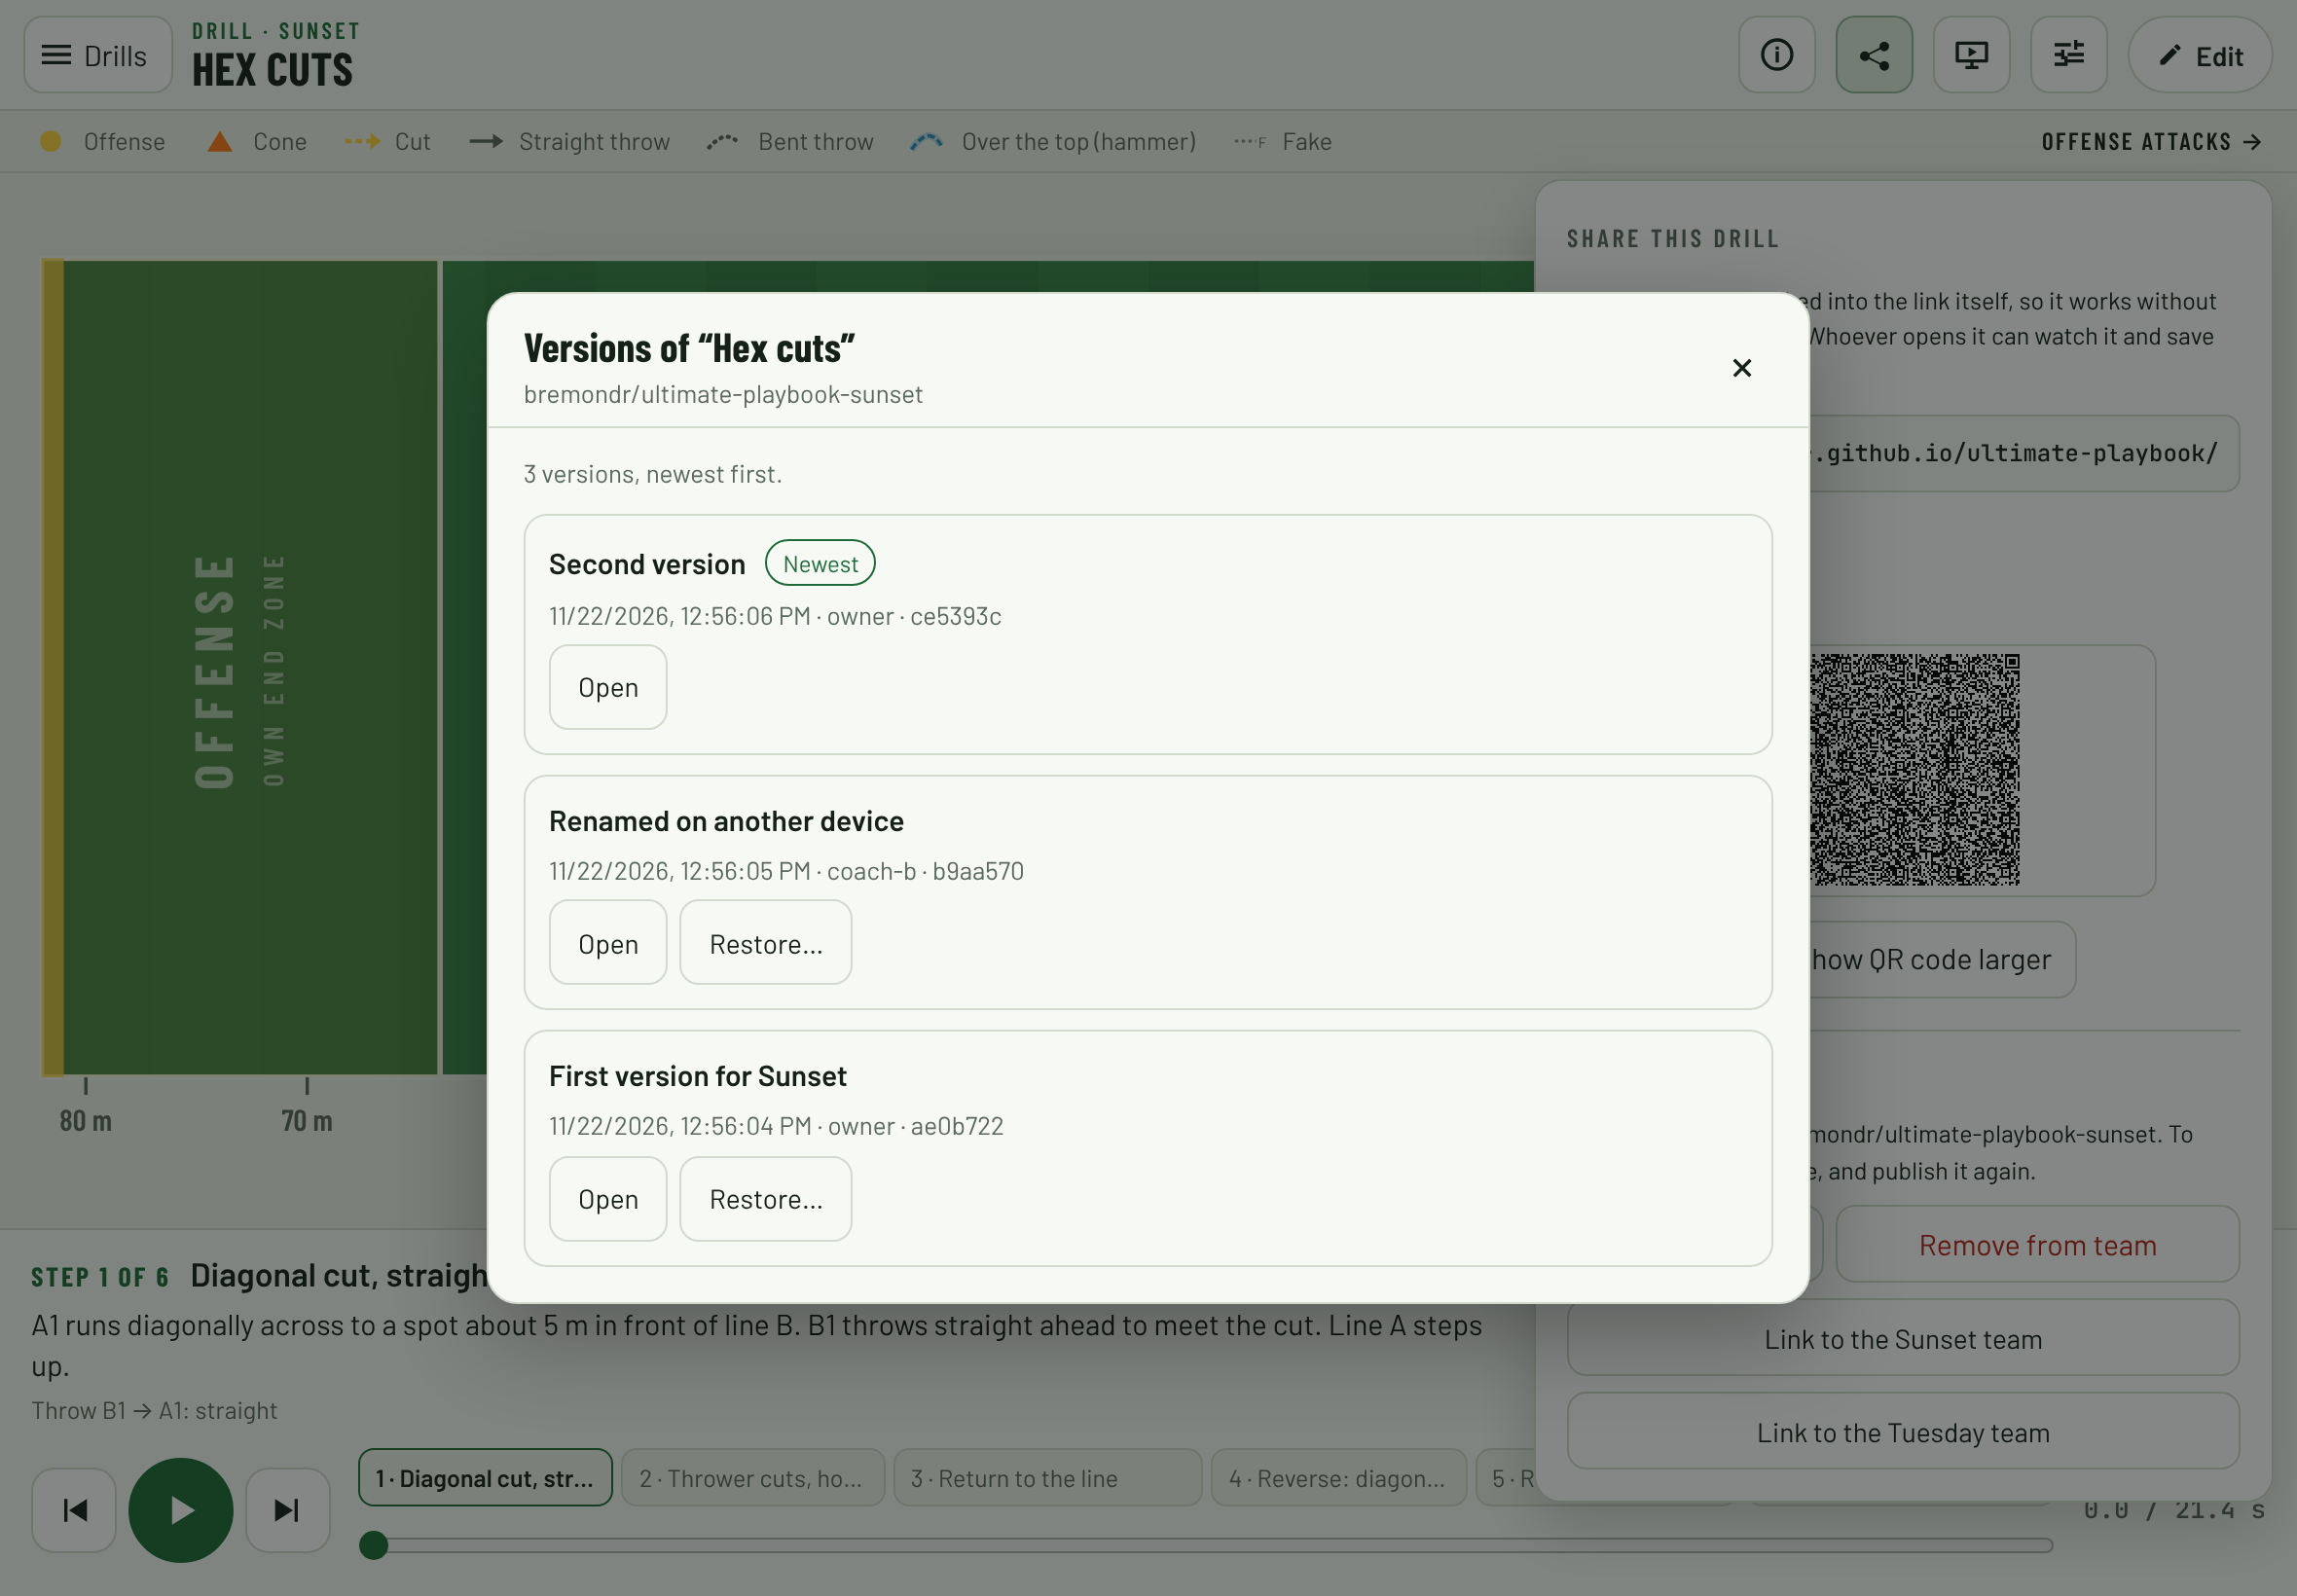 Drills
DRILL · SUNSET
HEX CUTS
Edit
Offense
Cone
Cut
Straight throw
Bent throw
Over the top (hammer)
F
Fake
OFFENSE ATTACKS →
SHARE THIS DRILL
into the link itself, so it works without
Whoever opens it can watch it and save
.github.io/ultimate-playbook/
Versions of “Hex cuts”
bremondr/ultimate-playbook-sunset
3 versions, newest first.
Second version
Newest
11/22/2026, 12:56:06 PM · owner · ce5393c
Open
Renamed on another device
11/22/2026, 12:56:05 PM · coach-b · b9aa570
Open
Restore...
First version for Sunset
11/22/2026, 12:56:04 PM · owner · ae0b722
Open
Restore...
OFFENSE
OWN END ZONE
80 m
70 m
how QR code larger
mondr/ultimate-playbook-sunset. To
, and publish it again.
Remove from team
Link to the Sunset team
Link to the Tuesday team
STEP 1 OF 6
Diagonal cut, straigh
A1 runs diagonally across to a spot about 5 m in front of line B. B1 throws straight ahead to meet the cut. Line A steps
up.
Throw B1 → A1: straight
1 · Diagonal cut, str...
2 · Thrower cuts, ho...
3 · Return to the line
4 · Reverse: diagon...
5 · R
0.0 / 21.4 s